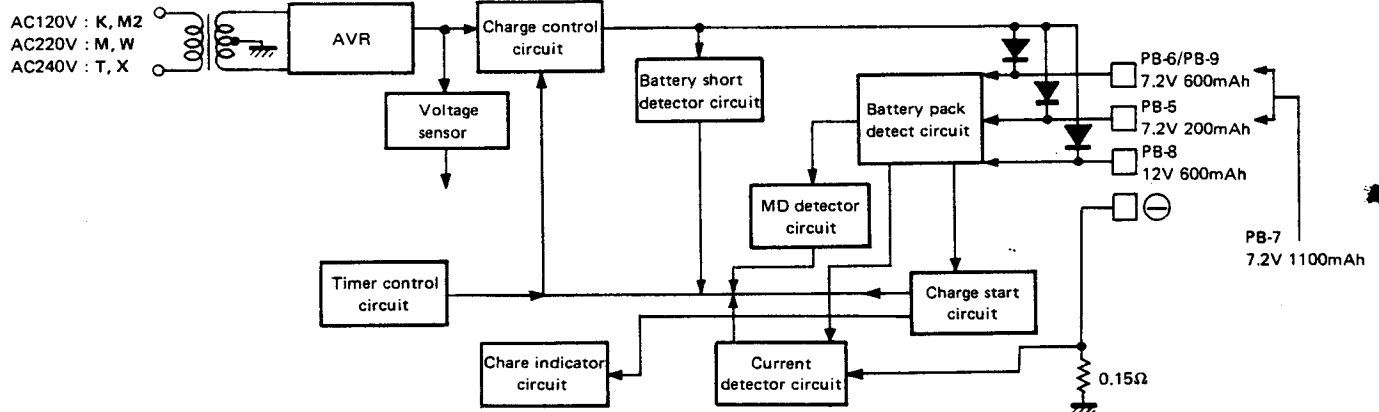 AC120V : K, M2
AC220V : M, W
AC240V : T, X
AVR
Charge control
circuit
Voltage
sensor
Battery short
detector circuit
Battery pack
detect circuit
PB-6/PB-9
7.2V 600mAh
PB-5
7.2V 200mAh
PB-8
12V 600mAh
⊖
MD detector
circuit
PB-7
7.2V 1100mAh
Timer control
circuit
Charge start
circuit
Chare indicator
circuit
Current
detector circuit
0.15Ω